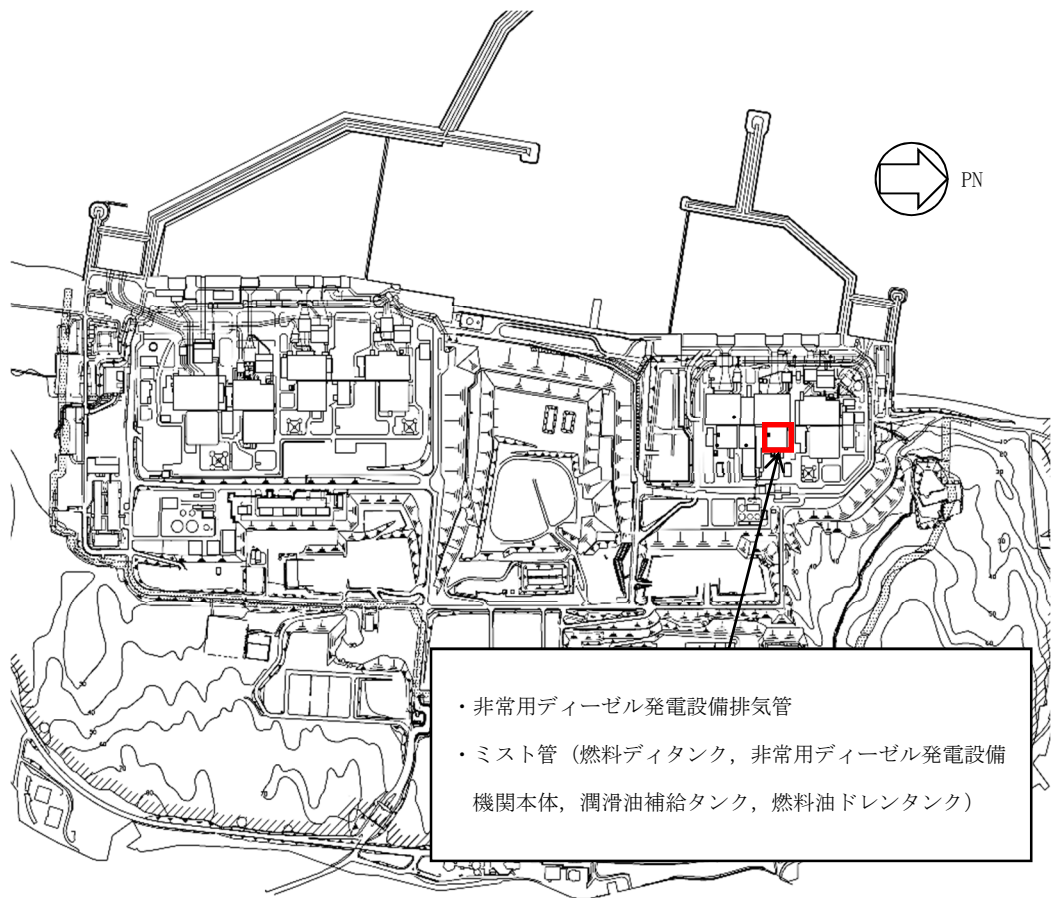 PN
・非常用ディーゼル発電設備排気管
・ミスト管（燃料ディタンク，非常用ディーゼル発電設備
機関本体，潤滑油補給タンク，燃料油ドレンタンク）